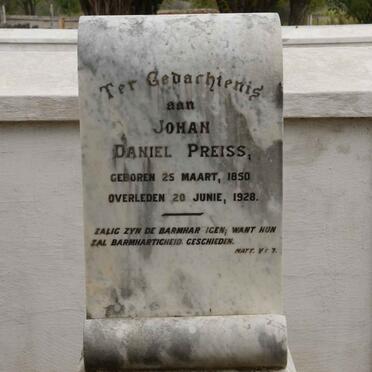 Ter Gedachtenis
aan
JOHAN
DANIEL PREISS,
GEBOREN 25 MAART, 1850
OVERLEDEN 20 JUNIE, 1928.
ZALIG ZYN DE BARMHAR IGEN; WANT HUN
ZAL BARMHARTIGHEID GESCHIEDEN.
MATT. V : 7.